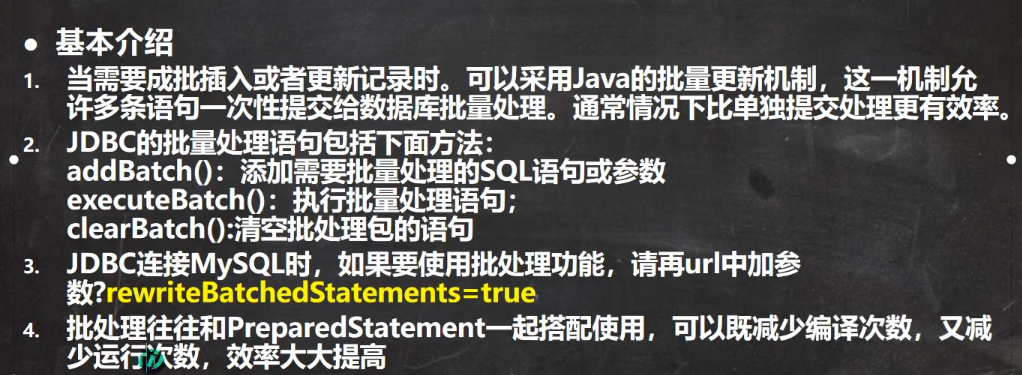 ● 基本介绍
1. 当需要成批插入或者更新记录时。可以采用Java的批量更新机制，这一机制允
许多条语句一次性提交给数据库批量处理。通常情况下比单独提交处理更有效率。
2. JDBC的批量处理语句包括下面方法：
addBatch()：添加需要批量处理的SQL语句或参数
executeBatch()：执行批量处理语句；
clearBatch():清空批处理包的语句
3. JDBC连接MySQL时，如果要使用批处理功能，请再url中加参
数?rewriteBatchedStatements=true
4. 批处理往往和PreparedStatement一起搭配使用，可以既减少编译次数，又减
少运行次数，效率大大提高